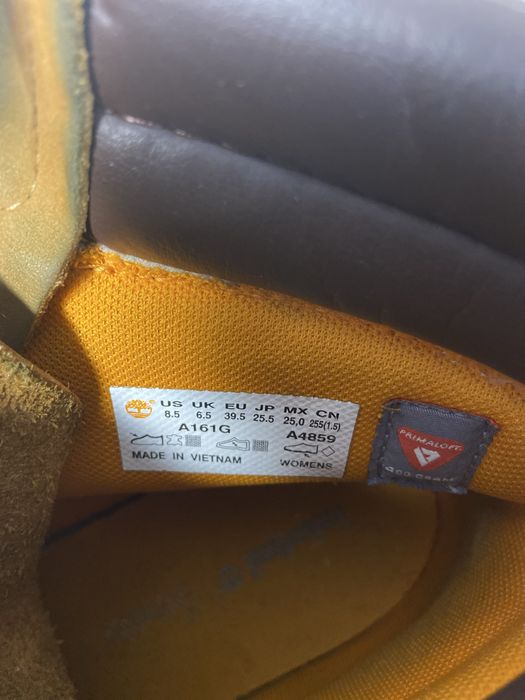 US UK EU JP MX CN
8.5 6.5 39.5 25.5 25,0 255(1.5)
A161G A4859
MADE IN VIETNAM WOMENS
PRIMALOFT